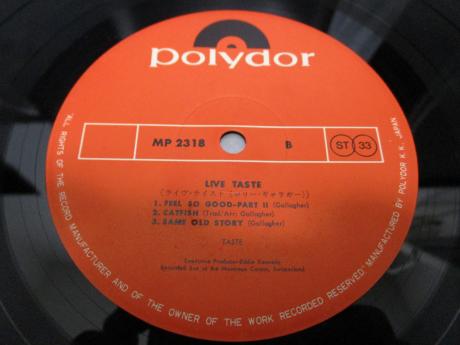 polydor
MP 2318 B ST 33
LIVE TASTE
(ライヴ・テイスト《ロリー・ギャラガー》)
1. FEEL SO GOOD-PART II (Gallagher)
2. CATFISH (Trad/Arr: Gallagher)
3. SAME OLD STORY (Gallagher)
TASTE
Executive Producer-Eddie Kennedy
Recorded live at the Montreux Casino, Switzerland
ALL RIGHTS OF THE RECORD MANUFACTURER AND OF THE OWNER OF THE WORK RECORDED RESERVED
MANUFACTURED BY POLYDOR K.K., JAPAN